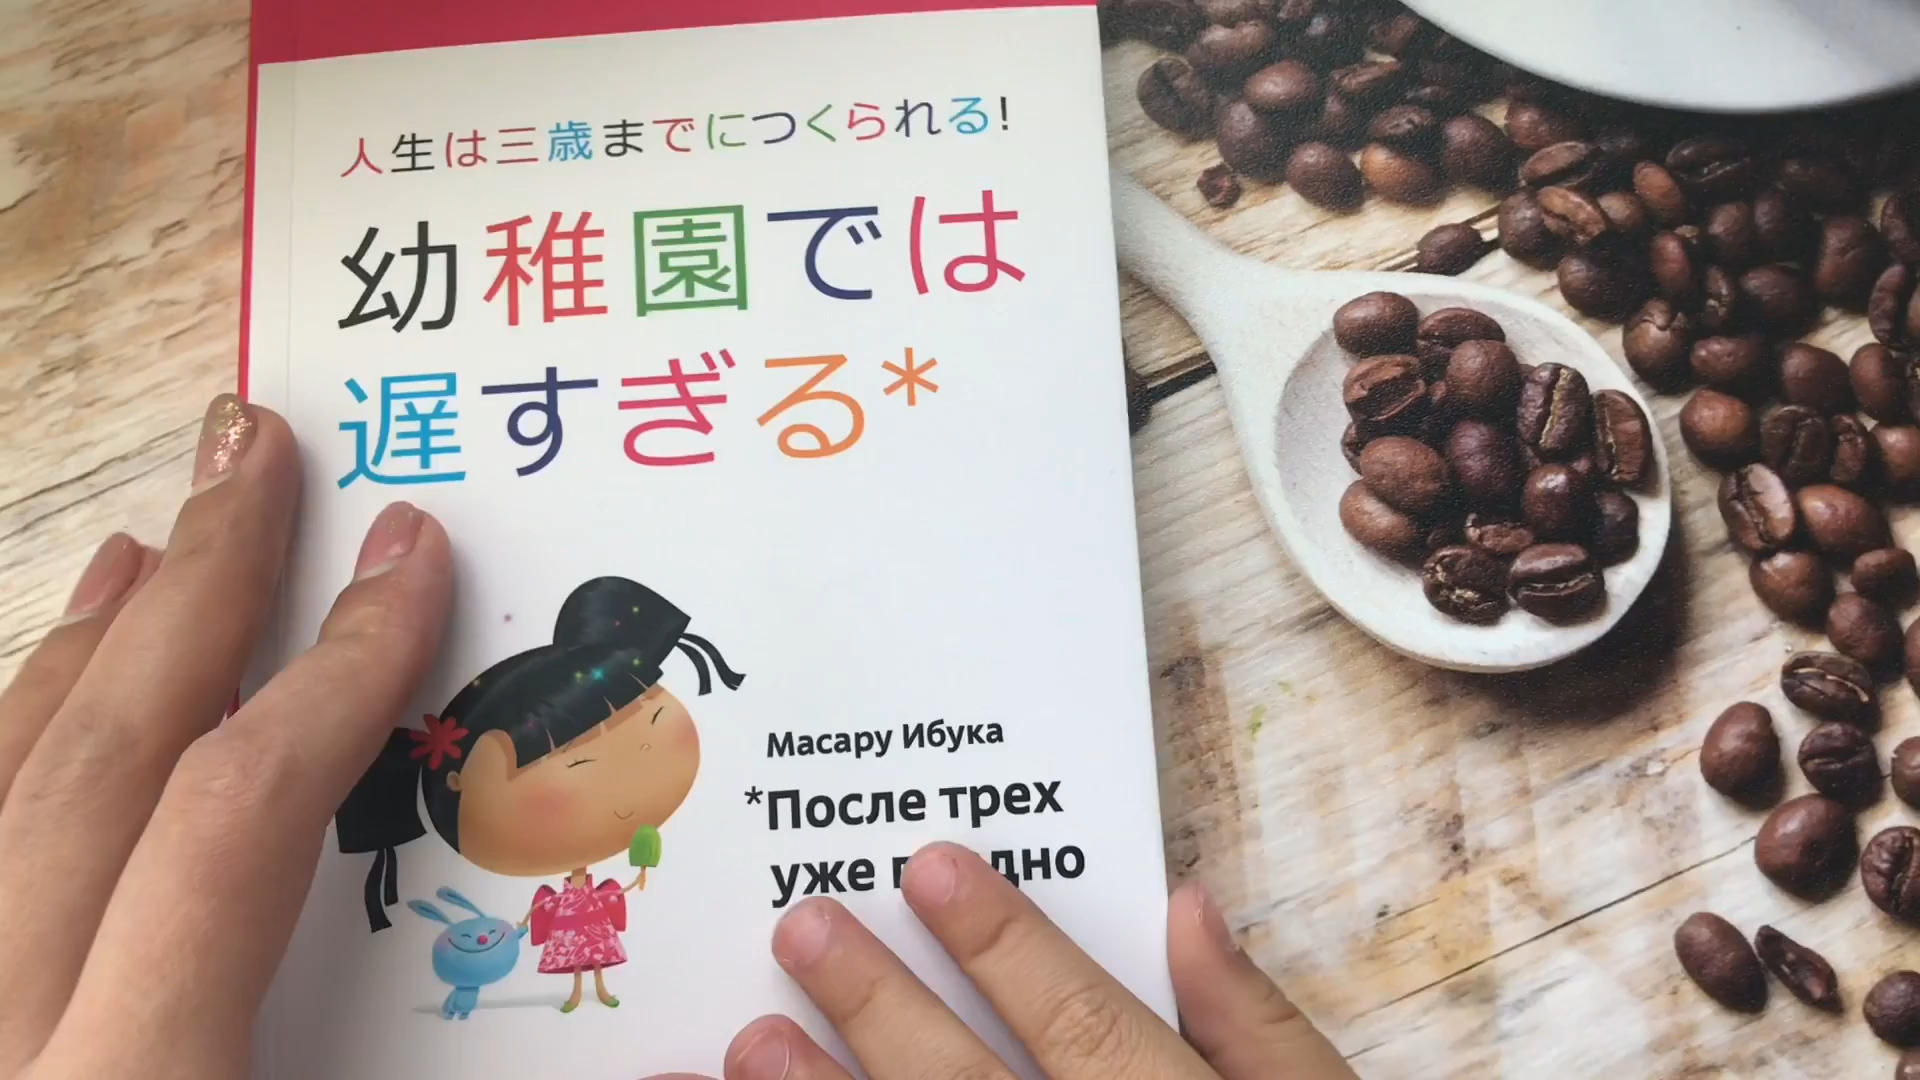 人生は三歳までにつくられる!
幼稚園では
遅すぎる*
Масару Ибука
*После трех
уже